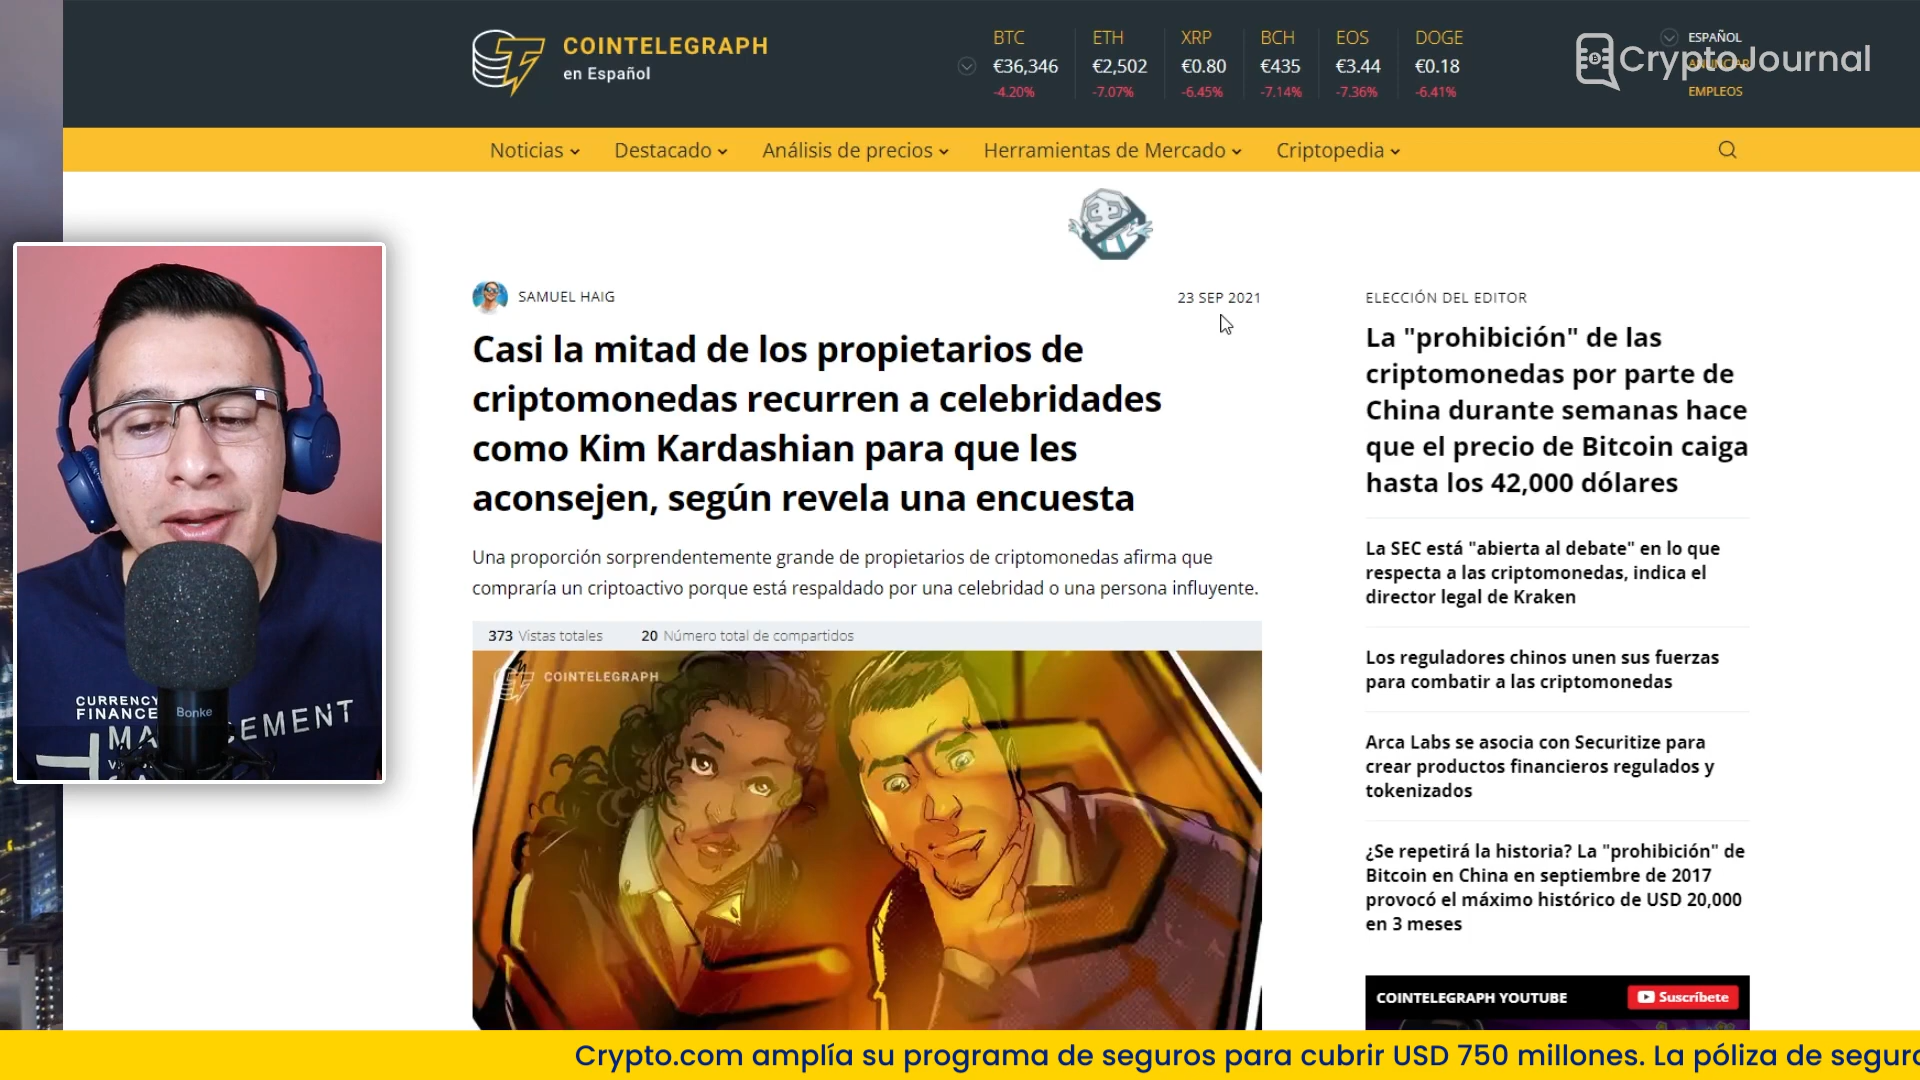 COINTELEGRAPH
en Español
BTC ETH XRP BCH EOS DOGE
€36,346 €2,502 €0.80 €435 €3.44 €0.18
-4.20% -7.07% -6.45% -7.14% -7.36% -6.41%
ESPAÑOL
ANUNCIAR
EMPLEOS
CryptoJournal
Noticias Destacado Análisis de precios Herramientas de Mercado Criptopedia
SAMUEL HAIG
23 SEP 2021
Casi la mitad de los propietarios de
criptomonedas recurren a celebridades
como Kim Kardashian para que les
aconsejen, según revela una encuesta
Una proporción sorprendentemente grande de propietarios de criptomonedas afirma que
compraría un criptoactivo porque está respaldado por una celebridad o una persona influyente.
373 Vistas totales 20 Número total de compartidos
COINTELEGRAPH
ELECCIÓN DEL EDITOR
La "prohibición" de las
criptomonedas por parte de
China durante semanas hace
que el precio de Bitcoin caiga
hasta los 42,000 dólares
La SEC está "abierta al debate" en lo que
respecta a las criptomonedas, indica el
director legal de Kraken
Los reguladores chinos unen sus fuerzas
para combatir a las criptomonedas
Arca Labs se asocia con Securitize para
crear productos financieros regulados y
tokenizados
¿Se repetirá la historia? La "prohibición" de
Bitcoin en China en septiembre de 2017
provocó el máximo histórico de USD 20,000
en 3 meses
COINTELEGRAPH YOUTUBE
Suscríbete
CURRENCY
FINANCE
Bonke
Crypto.com amplía su programa de seguros para cubrir USD 750 millones. La póliza de seguro